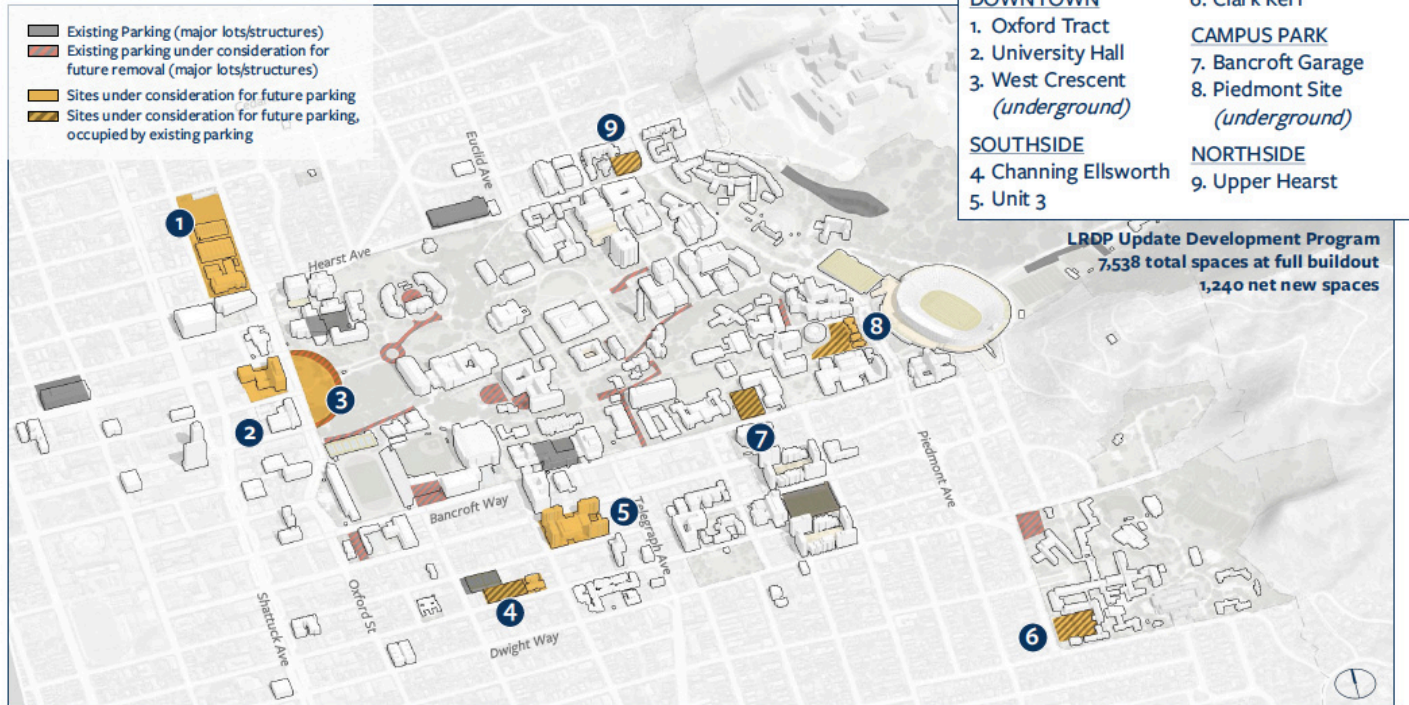 Existing Parking (major lots/structures)
Existing parking under consideration for
future removal (major lots/structures)
Sites under consideration for future parking
Sites under consideration for future parking,
occupied by existing parking
DOWNTOWN
1. Oxford Tract
2. University Hall
3. West Crescent
(underground)
SOUTHSIDE
4. Channing Ellsworth
5. Unit 3
6. Clark Kerr
CAMPUS PARK
7. Bancroft Garage
8. Piedmont Site
(underground)
NORTHSIDE
9. Upper Hearst
LRDP Update Development Program
7,538 total spaces at full buildout
1,240 net new spaces
Euclid Ave
Hearst Ave
Bancroft Way
Telegraph Ave
Piedmont Ave
Oxford St
Shattuck Ave
Dwight Way
1
2
3
4
5
6
7
8
9